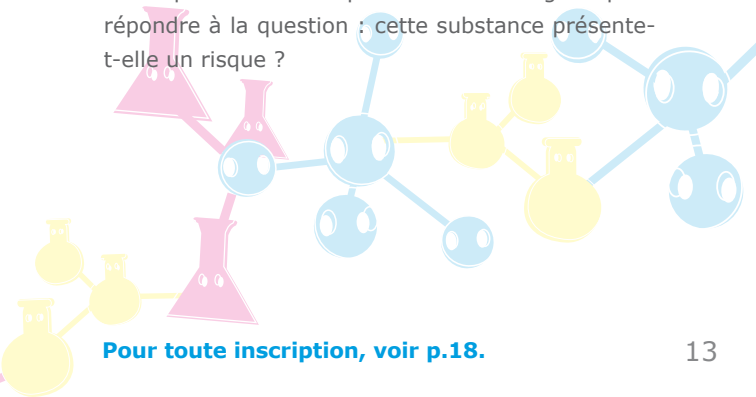 répondre à la question : cette substance présente-
t-elle un risque ?
Pour toute inscription, voir p.18.
13